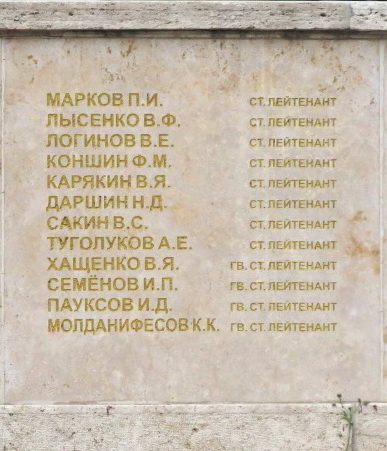 МАРКОВ П.И. СТ. ЛЕЙТЕНАНТ
ЛЫСЕНКО В.Ф. СТ. ЛЕЙТЕНАНТ
ЛОГИНОВ В.Е. СТ. ЛЕЙТЕНАНТ
КОНШИН Ф.М. СТ. ЛЕЙТЕНАНТ
КАРЯКИН В.Я. СТ. ЛЕЙТЕНАНТ
ДАРШИН Н.Д. СТ. ЛЕЙТЕНАНТ
САКИН В.С. СТ. ЛЕЙТЕНАНТ
ТУГОЛУКОВ А.Е. СТ. ЛЕЙТЕНАНТ
ХАЩЕНКО В.Я. ГВ. СТ. ЛЕЙТЕНАНТ
СЕМЁНОВ И.П. ГВ. СТ. ЛЕЙТЕНАНТ
ПАУКСОВ И.Д. ГВ. СТ. ЛЕЙТЕНАНТ
МОЛДАНИФЕСОВ К.К. ГВ. СТ. ЛЕЙТЕНАНТ